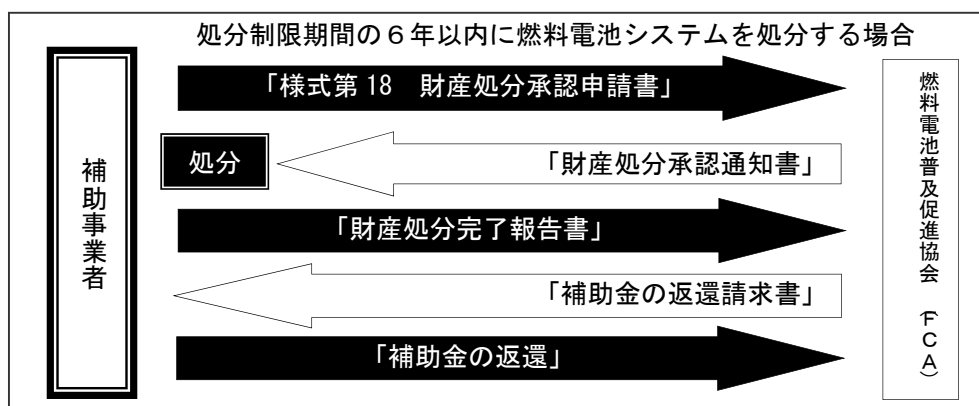 処分制限期間の６年以内に燃料電池システムを処分する場合
補助事業者
「様式第18　財産処分承認申請書」
処分
「財産処分承認通知書」
「財産処分完了報告書」
「補助金の返還請求書」
「補助金の返還」
燃料電池普及促進協会（ＦＣＡ）